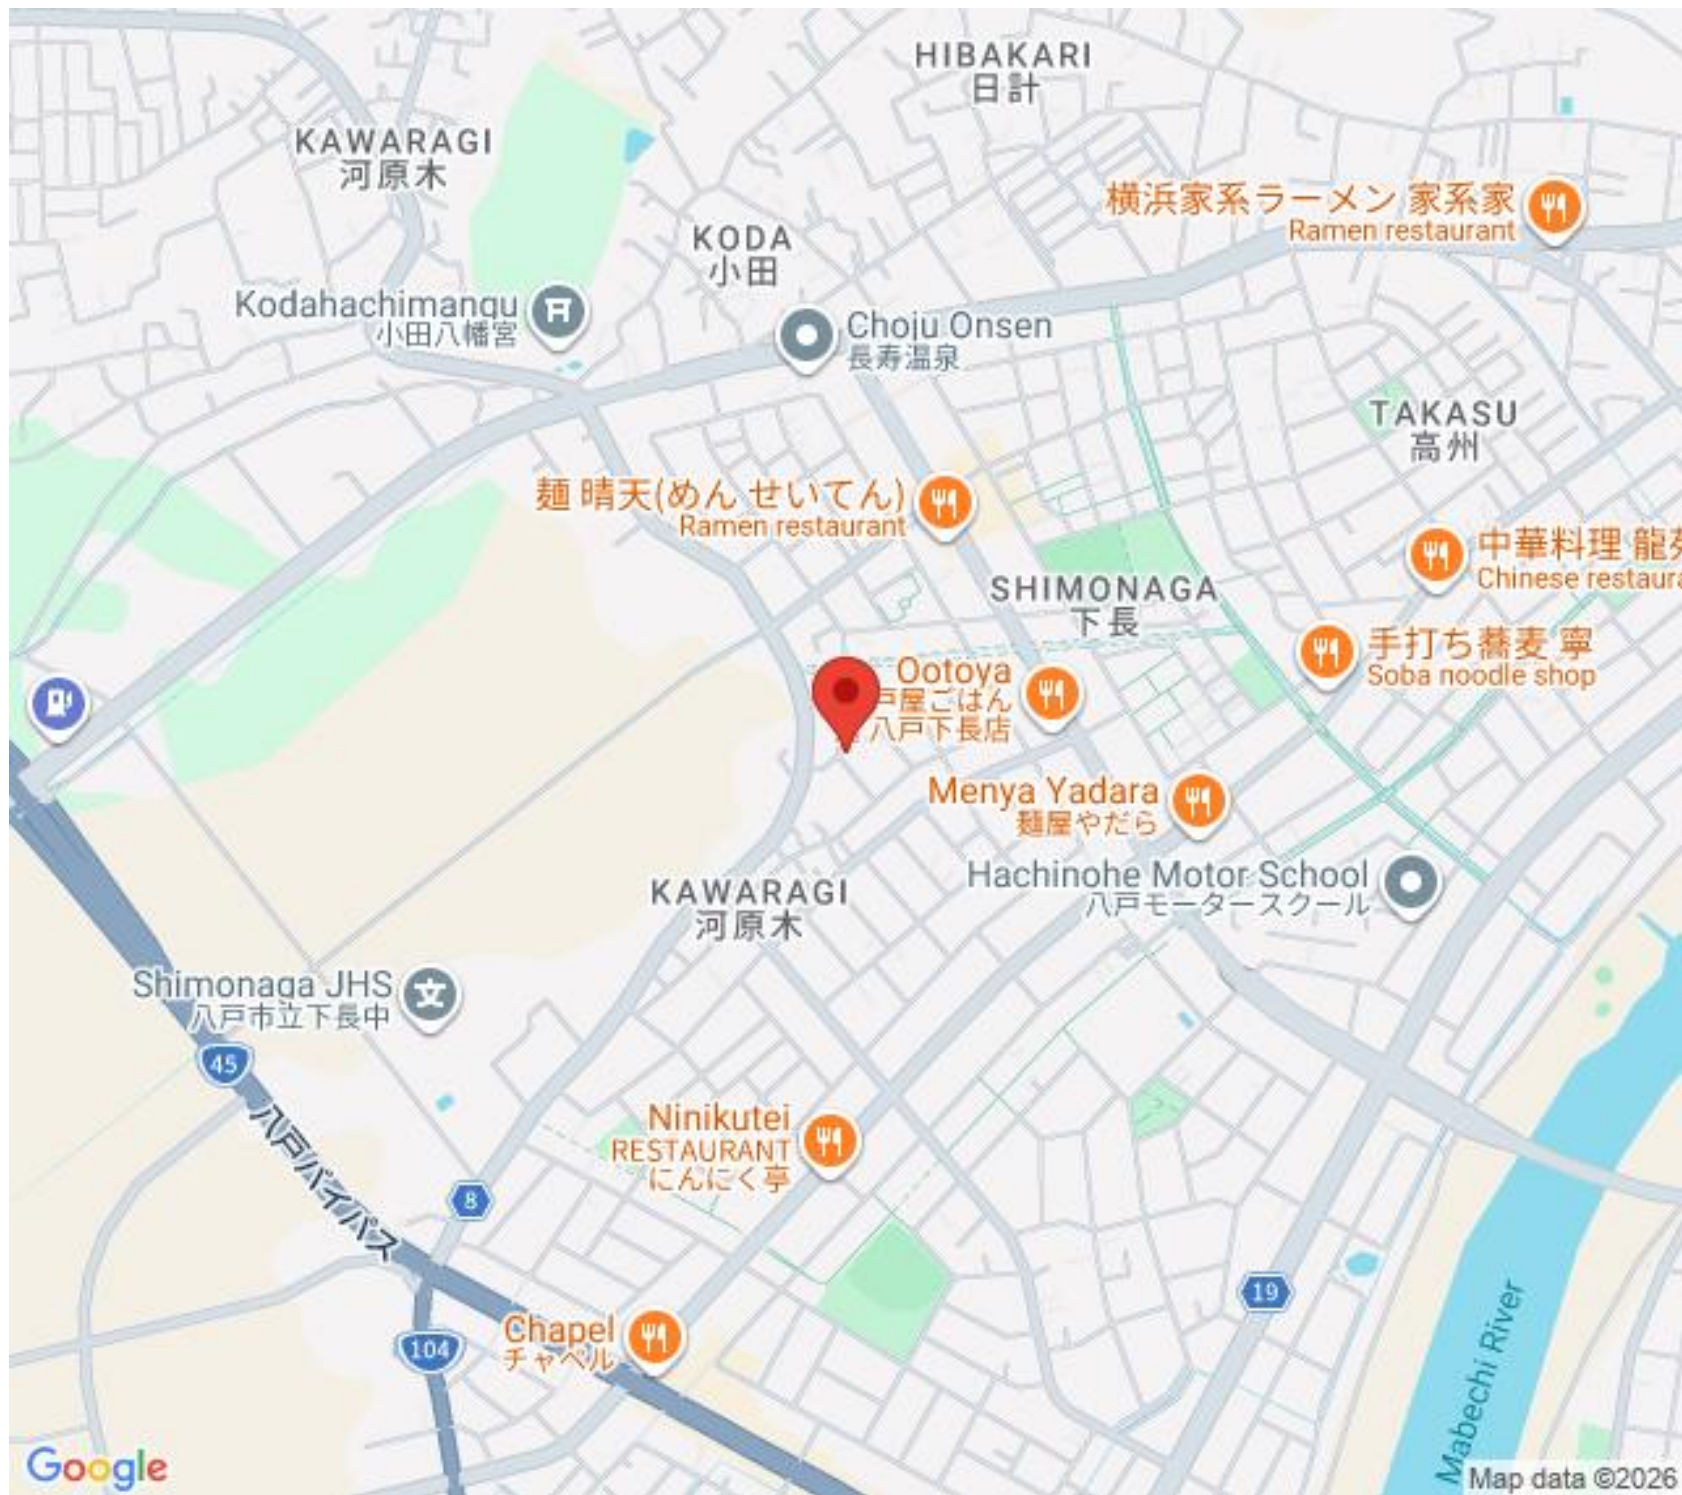 HIBAKARI
日計
KAWARAGI
河原木
横浜家系ラーメン 家系家
Ramen restaurant
KODA
小田
Kodahachimangu
小田八幡宮
Choju Onsen
長寿温泉
TAKASU
高州
麺 晴天(めん せいてん)
Ramen restaurant
中華料理 龍
Chinese restaura
SHIMONAGA
下長
手打ち蕎麦 寧
Soba noodle shop
Ootoya
戸屋ごはん
八戸下長店
Menya Yadara
麺屋やだら
Hachinohe Motor School
八戸モータースクール
KAWARAGI
河原木
Shimonaga JHS
八戸市立下長中
文
45
八戸バイパス
Ninikutei
RESTAURANT
にんにく亭
8
19
Chapel
チャペル
104
Mabechi River
Google
Map data ©2026